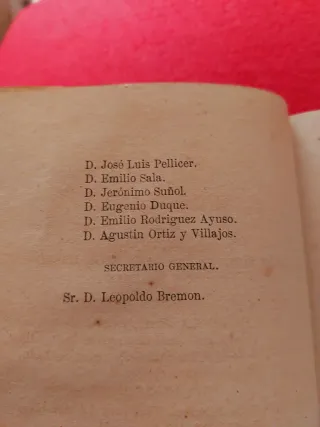 D. José Luis Pellicer.
D. Emilio Sala.
D. Jerónimo Suñol.
D. Eugenio Duque.
D. Emilio Rodriguez Ayuso.
D. Agustin Ortiz y Villajos.
SECRETARIO GENERAL.
Sr. D. Leopoldo Bremon.